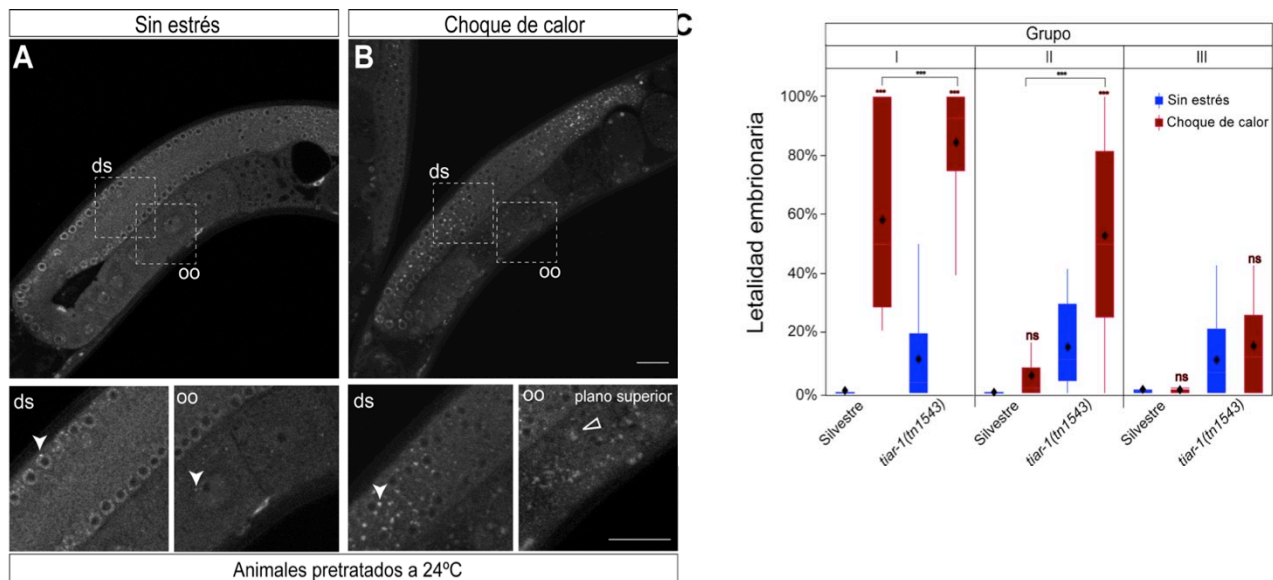 Sin estrés
Choque de calor
A
B
ds
oo
ds
oo
ds
oo
ds
oo
plano superior
Animales pretratados a 24ºC
C
Grupo
I
II
III
***
***
***
***
***
ns
ns
ns
Sin estrés
Choque de calor
Letalidad embrionaria
100%
80%
60%
40%
20%
0%
Silvestre
tiar-1(tn1543)
Silvestre
tiar-1(tn1543)
Silvestre
tiar-1(tn1543)